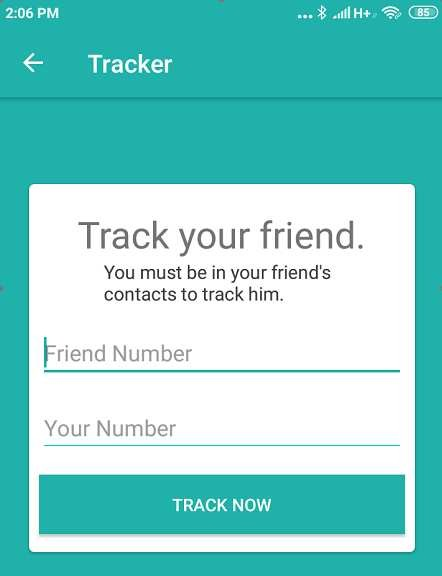 2:06 PM
... H+ 85
Tracker
Track your friend.
You must be in your friend's
contacts to track him.
Friend Number
Your Number
TRACK NOW